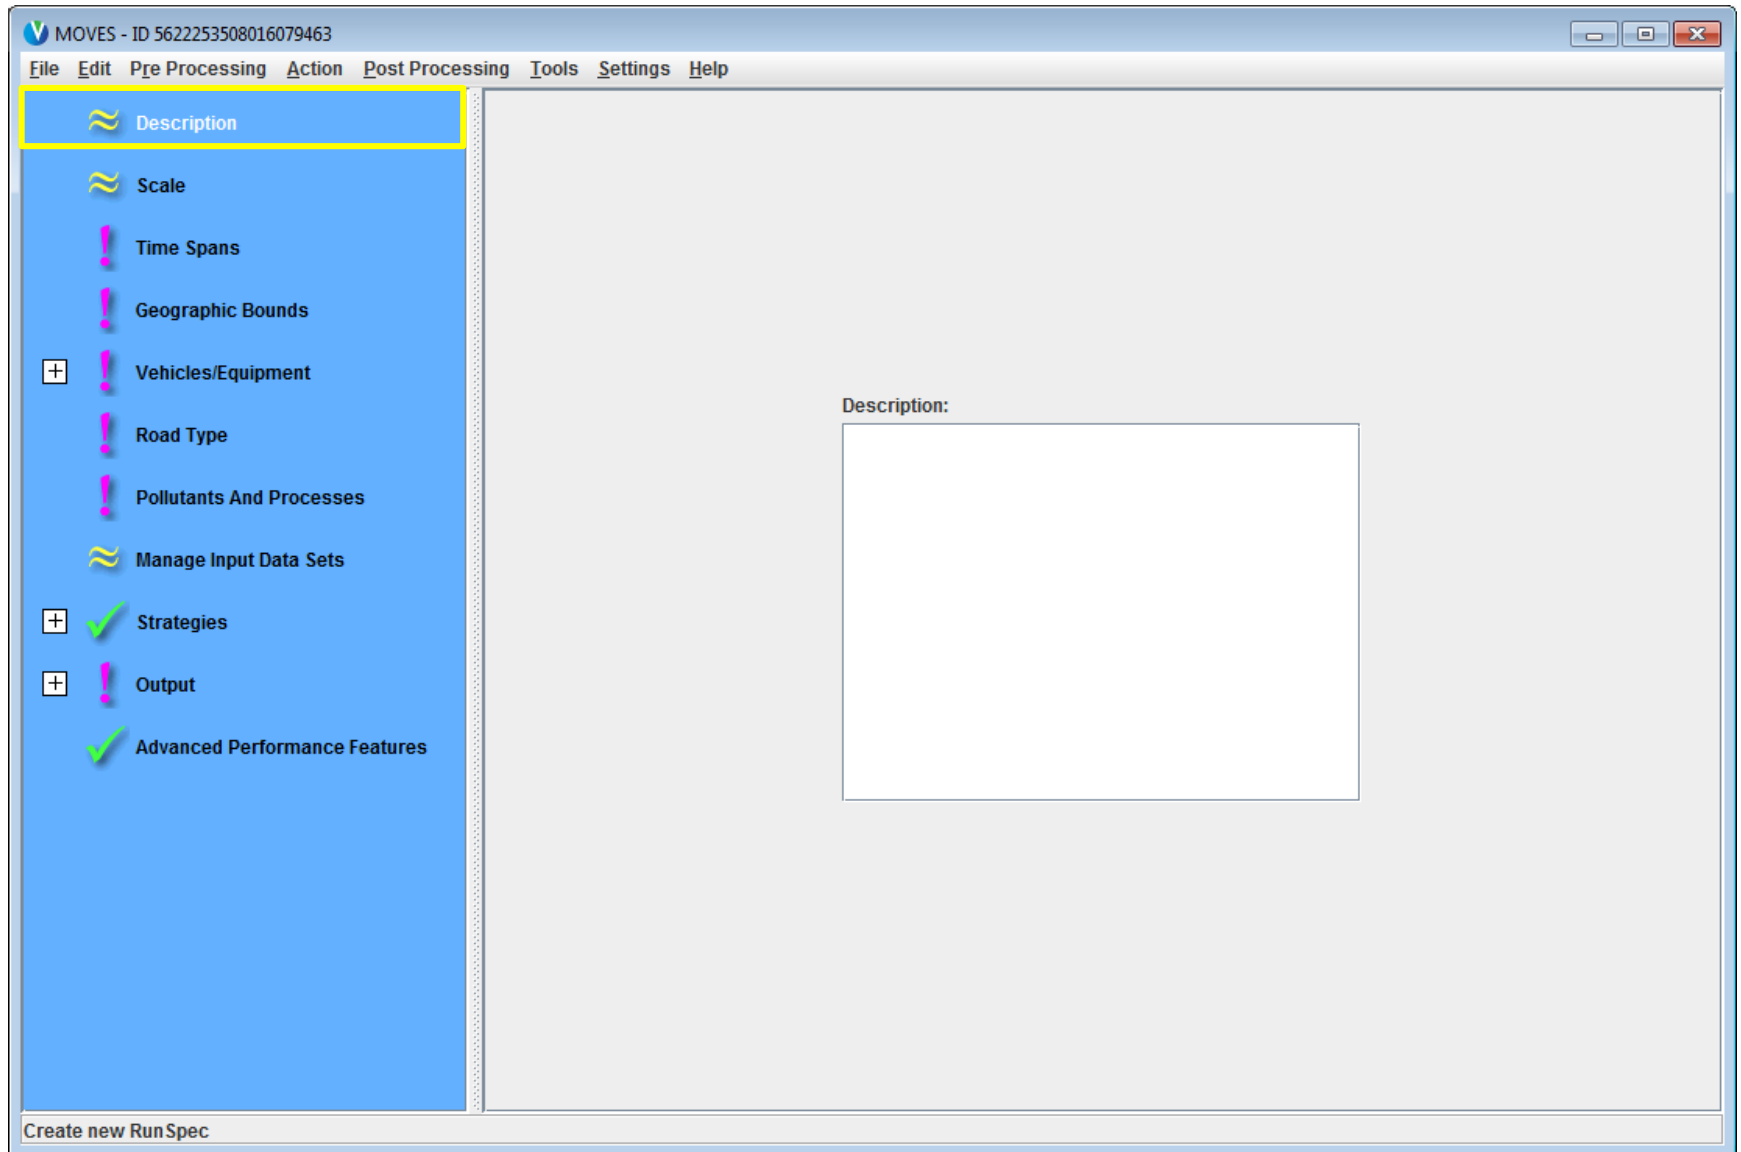 MOVES - ID 5622253508016079463
File Edit Pre Processing Action Post Processing Tools Settings Help
Description
Scale
Time Spans
Geographic Bounds
Vehicles/Equipment
Road Type
Pollutants And Processes
Manage Input Data Sets
Strategies
Output
Advanced Performance Features
Description:
Create new RunSpec